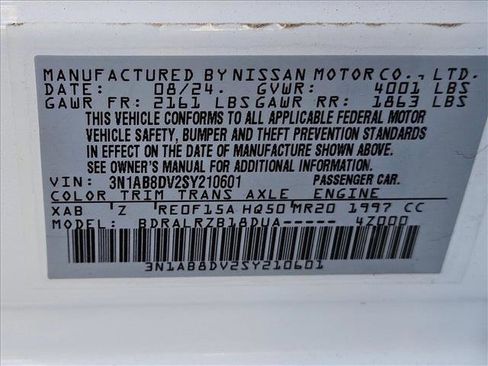 MANUFACTURED BY NISSAN MOTOR CO., LTD.
DATE: 08/24. GVWR: 4001 LBS
GAWR FR: 2161 LBS GAWR RR: 1863 LBS
THIS VEHICLE CONFORMS TO ALL APPLICABLE FEDERAL MOTOR
VEHICLE SAFETY, BUMPER AND THEFT PREVENTION STANDARDS
IN EFFECT ON THE DATE OF MANUFACTURE SHOWN ABOVE.
SEE OWNER'S MANUAL FOR ADDITIONAL INFORMATION.
VIN: 3N1AB8DV2SY210601 PASSENGER CAR.
COLOR TRIM TRANS AXLE ENGINE
XAB Z RE0F15A HQ50 MR20 1997 CC
MODEL: BDRALRZB18DUA----- 4Z000
3N1AB8DV2SY210601